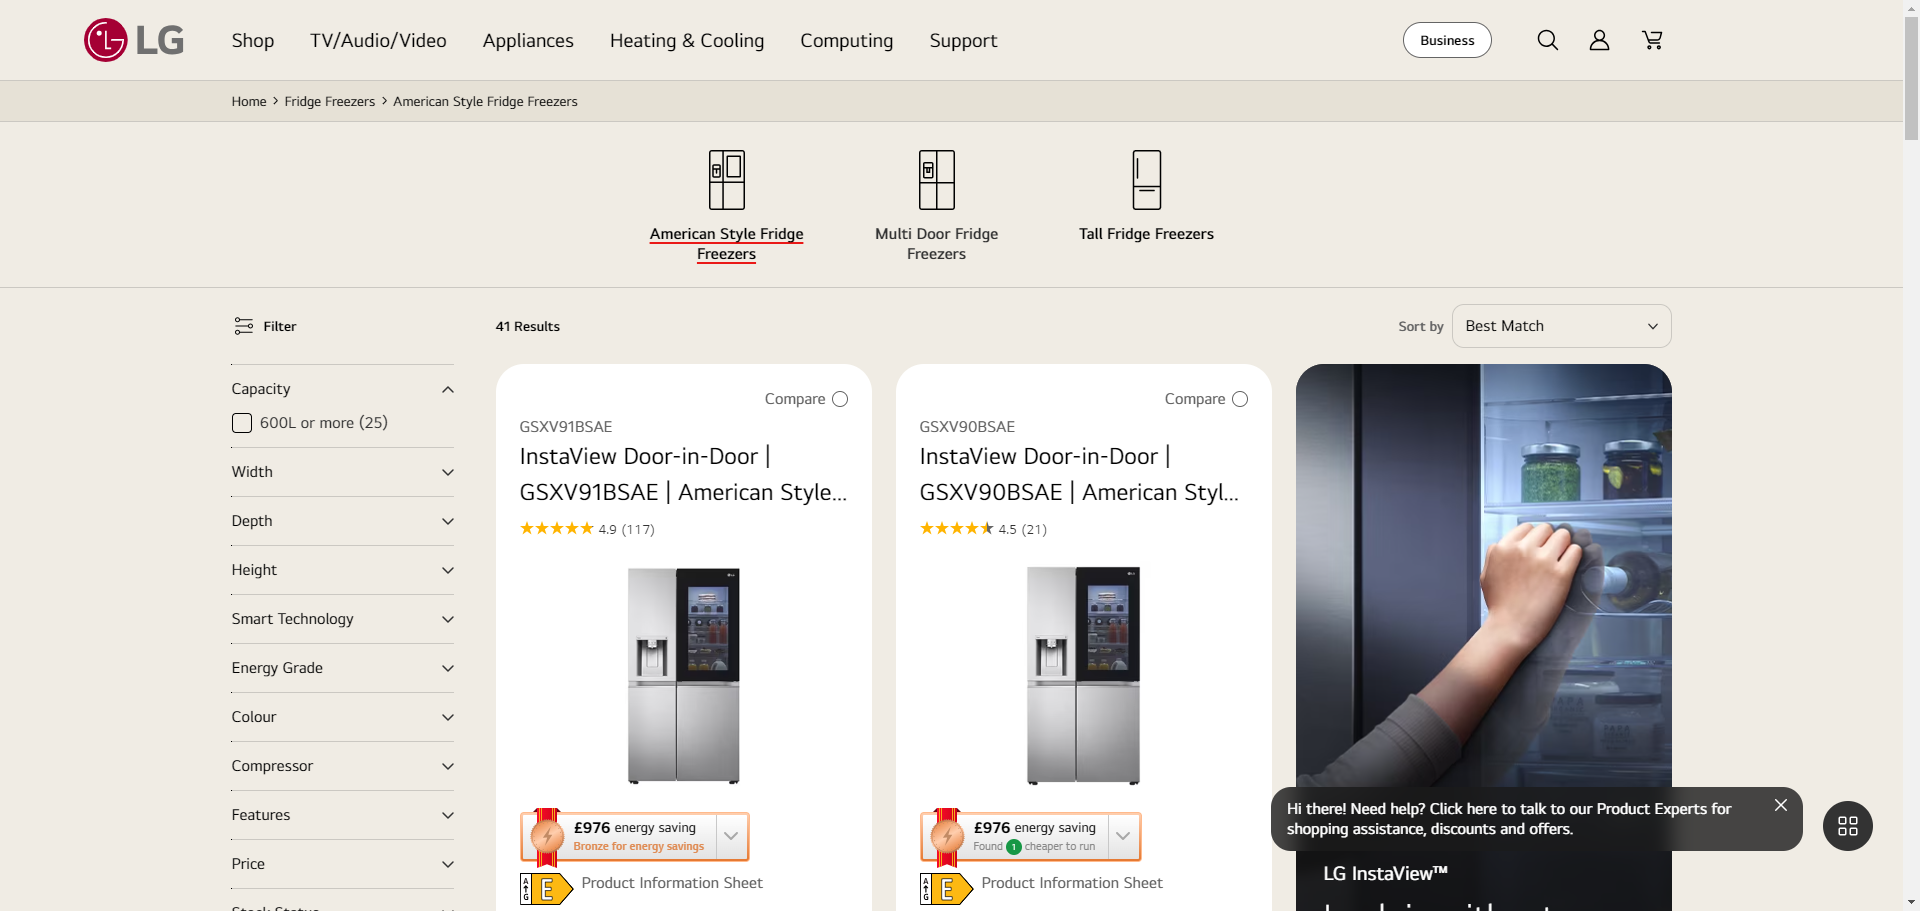 LG
Shop
TV/Audio/Video
Appliances
Heating & Cooling
Computing
Support
Business
Home > Fridge Freezers > American Style Fridge Freezers
American Style Fridge
Freezers
Multi Door Fridge
Freezers
Tall Fridge Freezers
Filter
41 Results
Sort by
Best Match
Capacity
600L or more (25)
Width
Depth
Height
Smart Technology
Energy Grade
Colour
Compressor
Features
Price
Compare
GSXV91BSAE
InstaView Door-in-Door |
GSXV91BSAE | American Style...
4.9 (117)
£976 energy saving
Bronze for energy savings
A
G
E
Product Information Sheet
Compare
GSXV90BSAE
InstaView Door-in-Door |
GSXV90BSAE | American Styl...
4.5 (21)
£976 energy saving
Found 1 cheaper to run
A
G
E
Product Information Sheet
Hi there! Need help? Click here to talk to our Product Experts for
shopping assistance, discounts and offers.
LG InstaView™